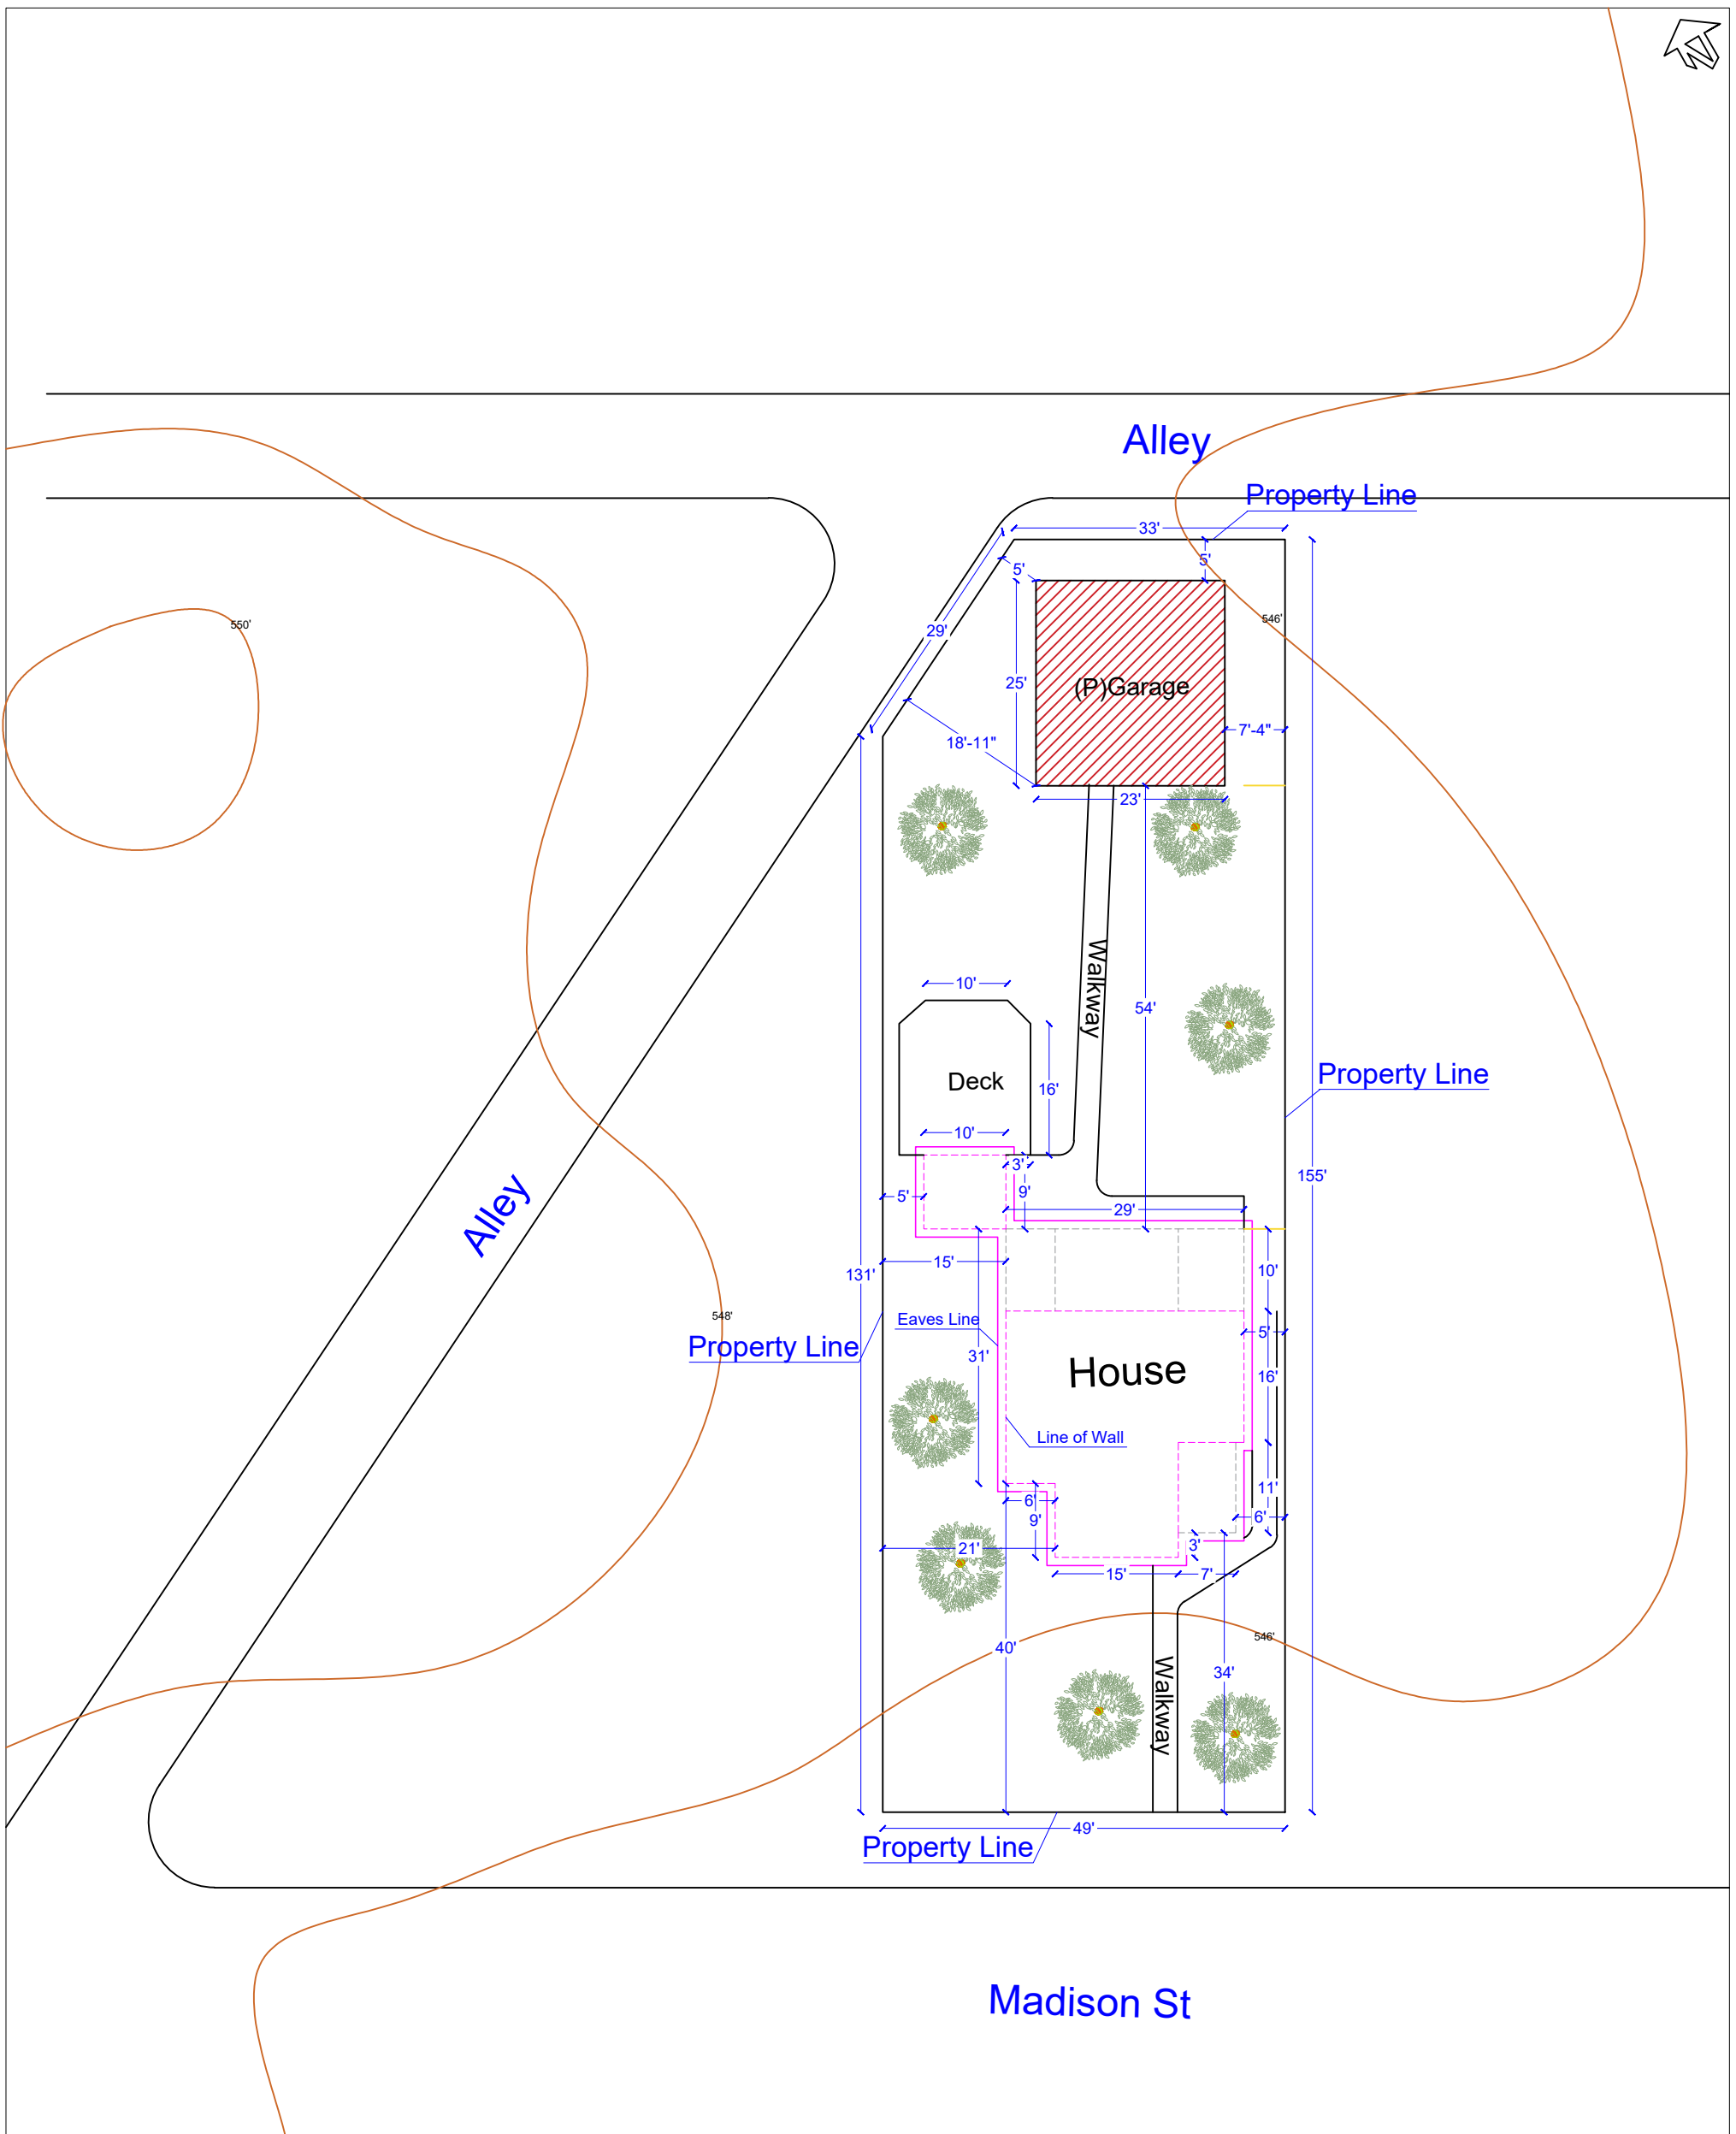 N
Alley
Property Line
33'
5'
5'
29'
550'
546'
25'
(P)Garage
18'-11"
7'-4"
23'
Walkway
10'
54'
Deck
16'
Property Line
10'
3'
155'
9'
5'
29'
Alley
15'
131'
10'
548'
Eaves Line
5'
Property Line
31'
House
16'
Line of Wall
11'
6'
9'
6'
3'
21'
15'
7'
546'
40'
34'
Walkway
49'
Property Line
Madison St